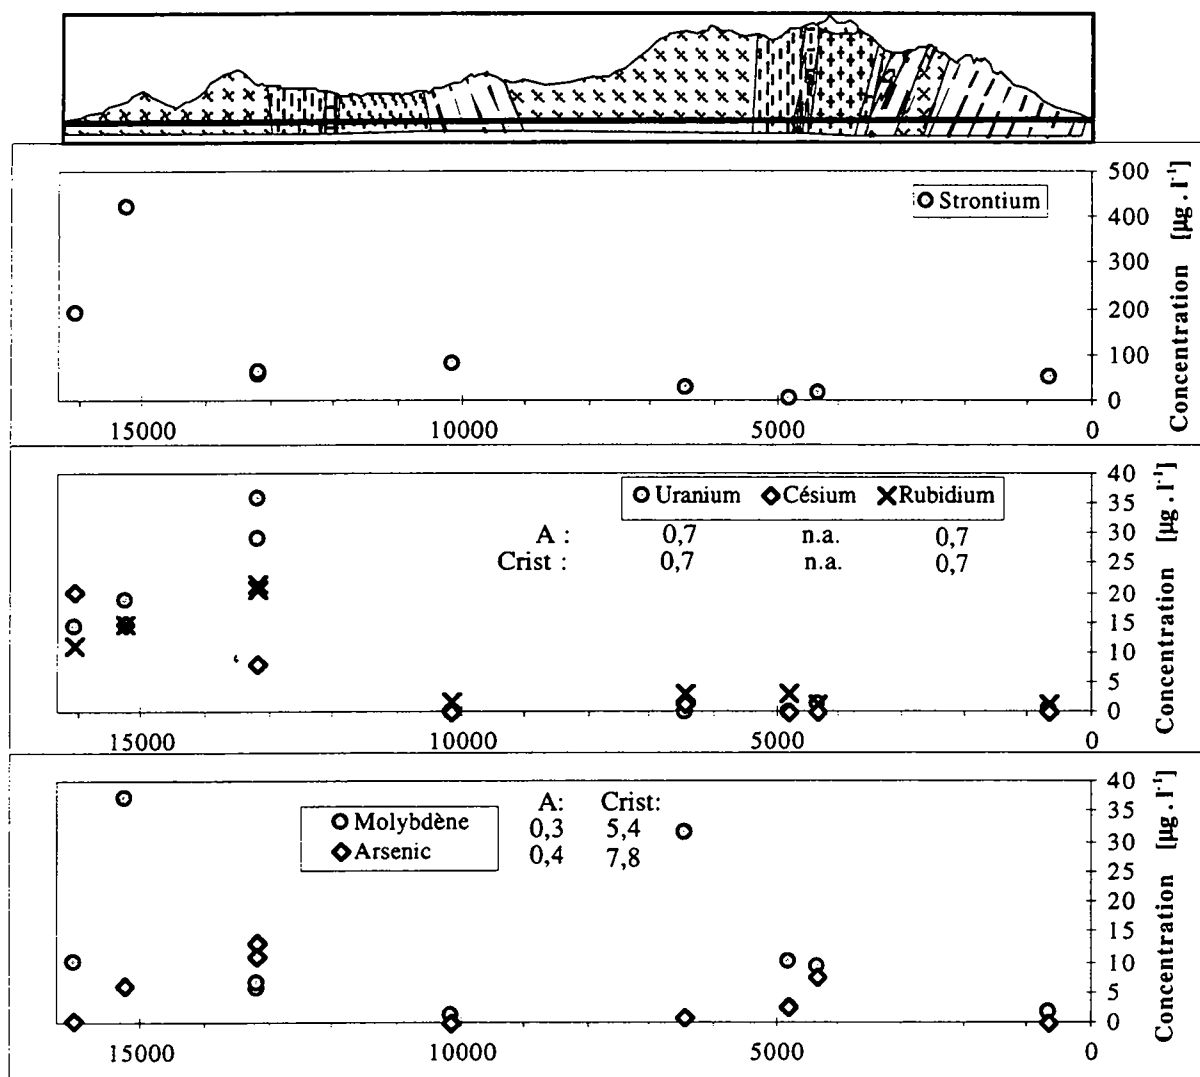 500
Strontium
400
300
200
100
0
15000 10000 5000 0
Concentration [µg . l⁻¹]
40
Uranium Césium Rubidium
35
A : 0,7 n.a. 0,7
30
Crist : 0,7 n.a. 0,7
25
20
15
10
5
0
15000 10000 5000 0
Concentration [µg . l⁻¹]
40
A: Crist:
35
Molybdène 0,3 5,4
30
Arsenic 0,4 7,8
25
20
15
10
5
0
15000 10000 5000 0
Concentration [µg . l⁻¹]